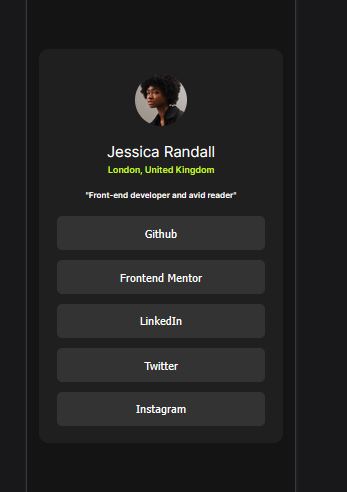 Jessica Randall
London, United Kingdom
"Front-end developer and avid reader"
Github
Frontend Mentor
LinkedIn
Twitter
Instagram